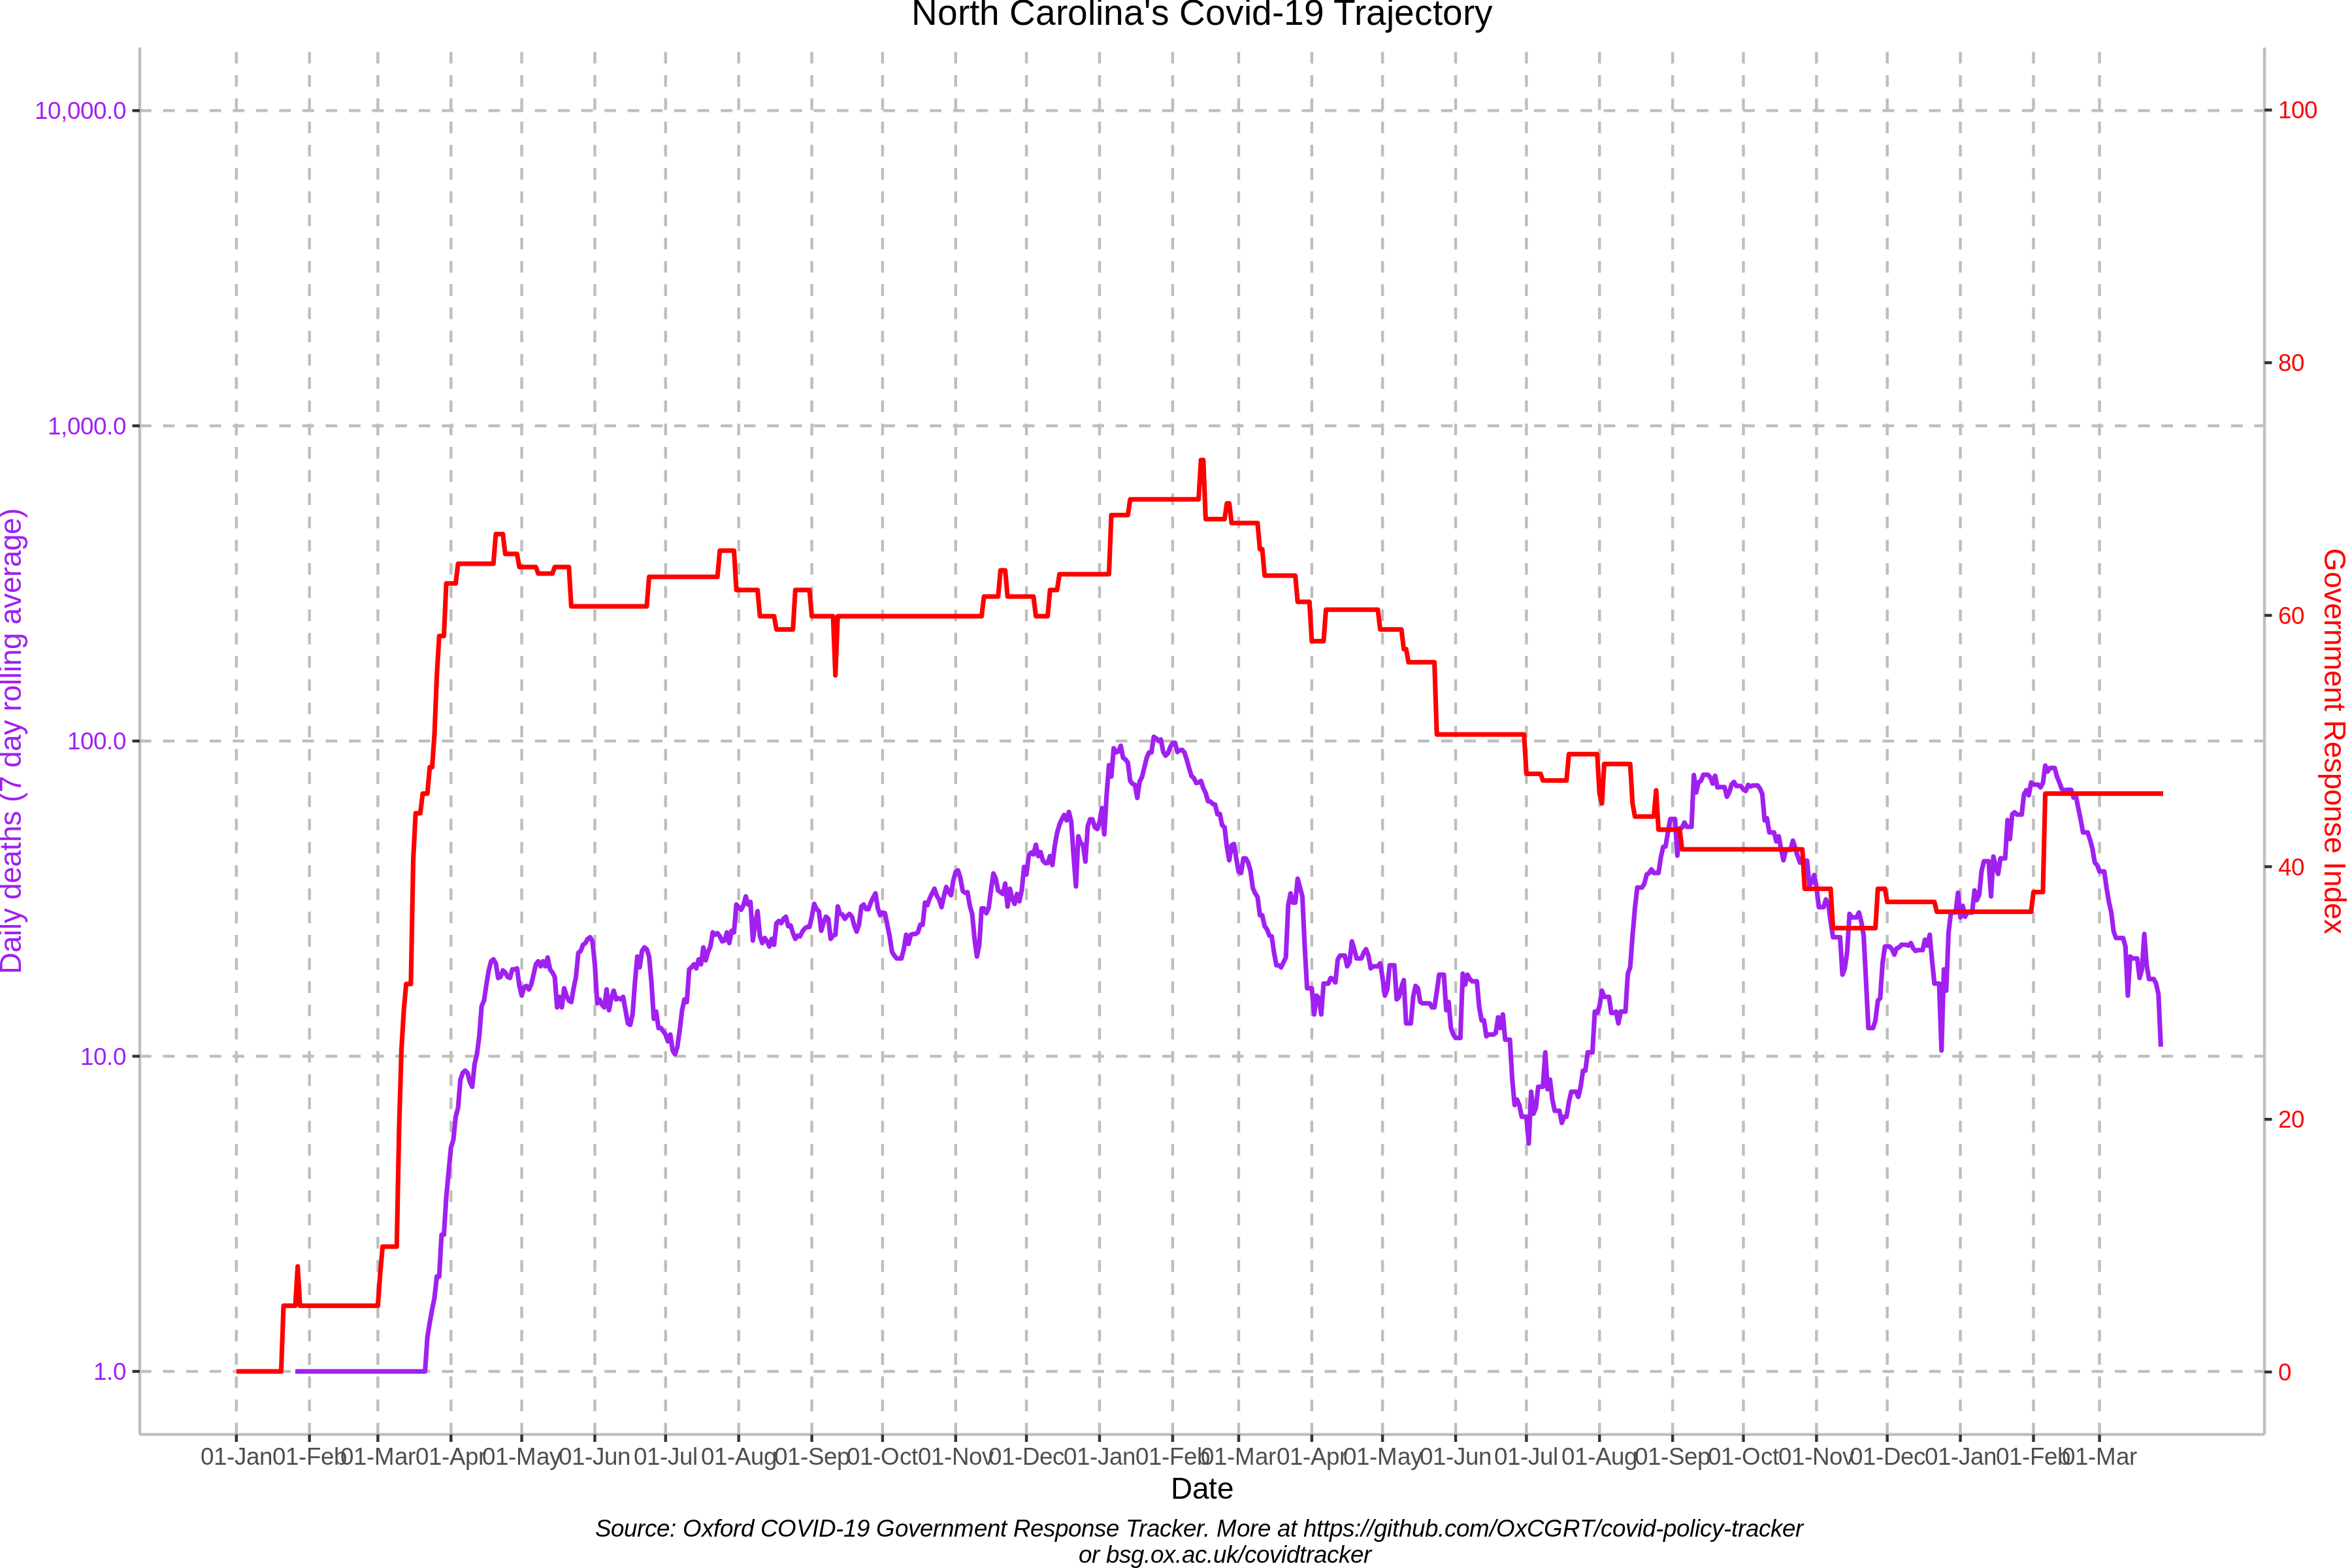 North Carolina's Covid-19 Trajectory
10,000.0
1,000.0
100.0
10.0
1.0
Daily deaths (7 day rolling average)
100
80
60
40
20
0
Government Response Index
01-Jan 01-Feb 01-Mar 01-Apr 01-May 01-Jun 01-Jul 01-Aug 01-Sep 01-Oct 01-Nov 01-Dec 01-Jan 01-Feb 01-Mar 01-Apr 01-May 01-Jun 01-Jul 01-Aug 01-Sep 01-Oct 01-Nov 01-Dec 01-Jan 01-Feb 01-Mar
Date
Source: Oxford COVID-19 Government Response Tracker. More at https://github.com/OxCGRT/covid-policy-tracker
or bsg.ox.ac.uk/covidtracker